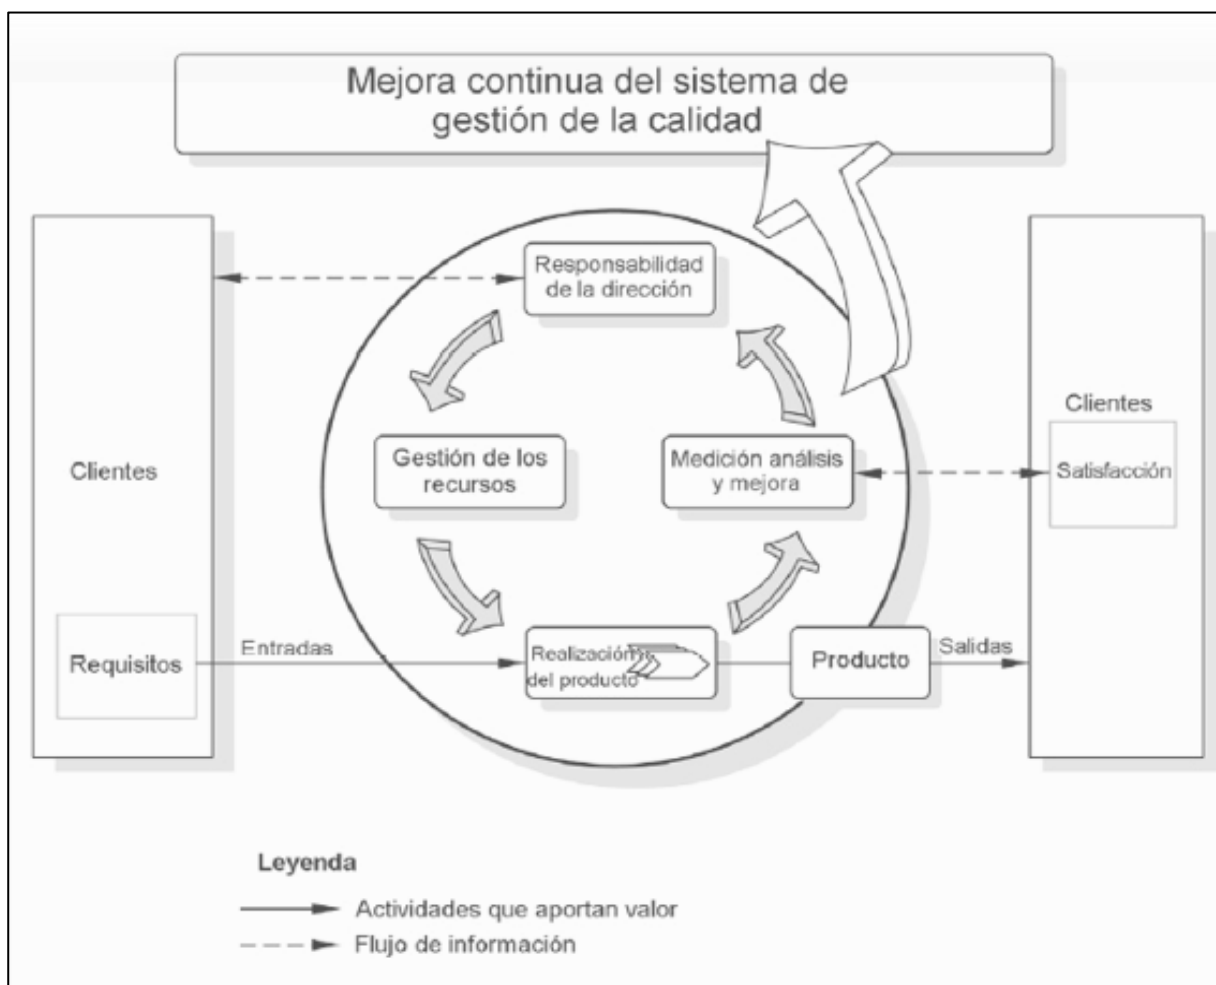 Mejora continua del sistema de
gestión de la calidad
Responsabilidad
de la dirección
Clientes
Gestión de los
recursos
Medición análisis
y mejora
Clientes
Satisfacción
Requisitos
Entradas
Realización
del producto
Producto
Salidas
Leyenda
Actividades que aportan valor
Flujo de información